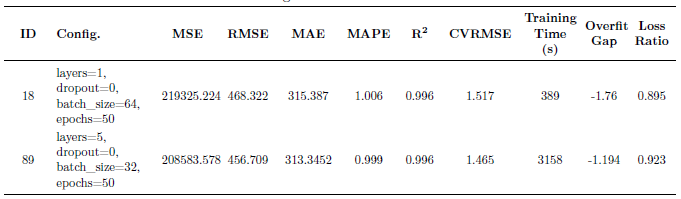 ID Config. MSE RMSE MAE MAPE R² CVRMSE Training Time (s) Overfit Gap Loss Ratio
layers=1,
dropout=0,
18 batch_size=64, 219325.224 468.322 315.387 1.006 0.996 1.517 389 -1.76 0.895
epochs=50
layers=5,
dropout=0,
89 batch_size=32, 208583.578 456.709 313.3452 0.999 0.996 1.465 3158 -1.194 0.923
epochs=50